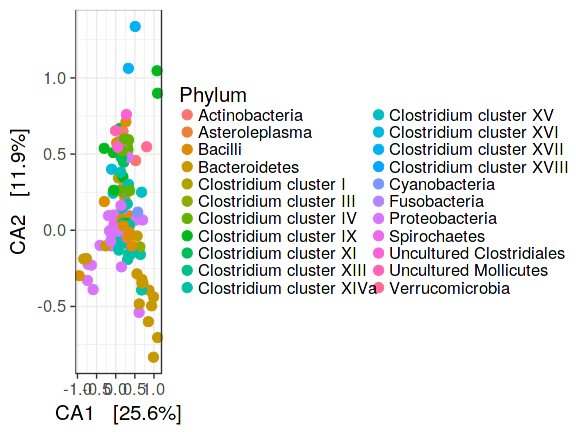 Phylum
Actinobacteria
Asteroleplasma
Bacilli
Bacteroidetes
Clostridium cluster I
Clostridium cluster III
Clostridium cluster IV
Clostridium cluster IX
Clostridium cluster XI
Clostridium cluster XIII
Clostridium cluster XIVa
Clostridium cluster XV
Clostridium cluster XVI
Clostridium cluster XVII
Clostridium cluster XVIII
Cyanobacteria
Fusobacteria
Proteobacteria
Spirochaetes
Uncultured Clostridiales
Uncultured Mollicutes
Verrucomicrobia
CA2 [11.9%]
1.0
0.5
0.0
-0.5
-1.0 -0.5 0.0 0.5 1.0
CA1 [25.6%]